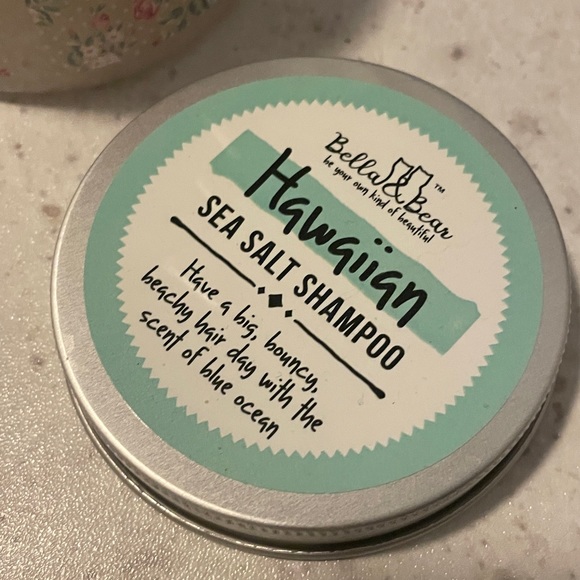 Bella & Bear ™
be your own kind of beautiful
Hawaiian
SEA SALT SHAMPOO
Have a big, bouncy,
beachy hair day with the
scent of blue ocean